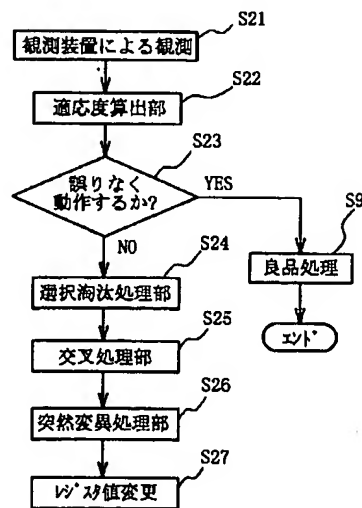 S21
観測装置による観測
S22
適応度算出部
S23
誤りなく
動作するか?
YES
NO
S9
良品処理
エンド
S24
選択淘汰処理部
S25
交叉処理部
S26
突然変異処理部
S27
レジスタ値変更